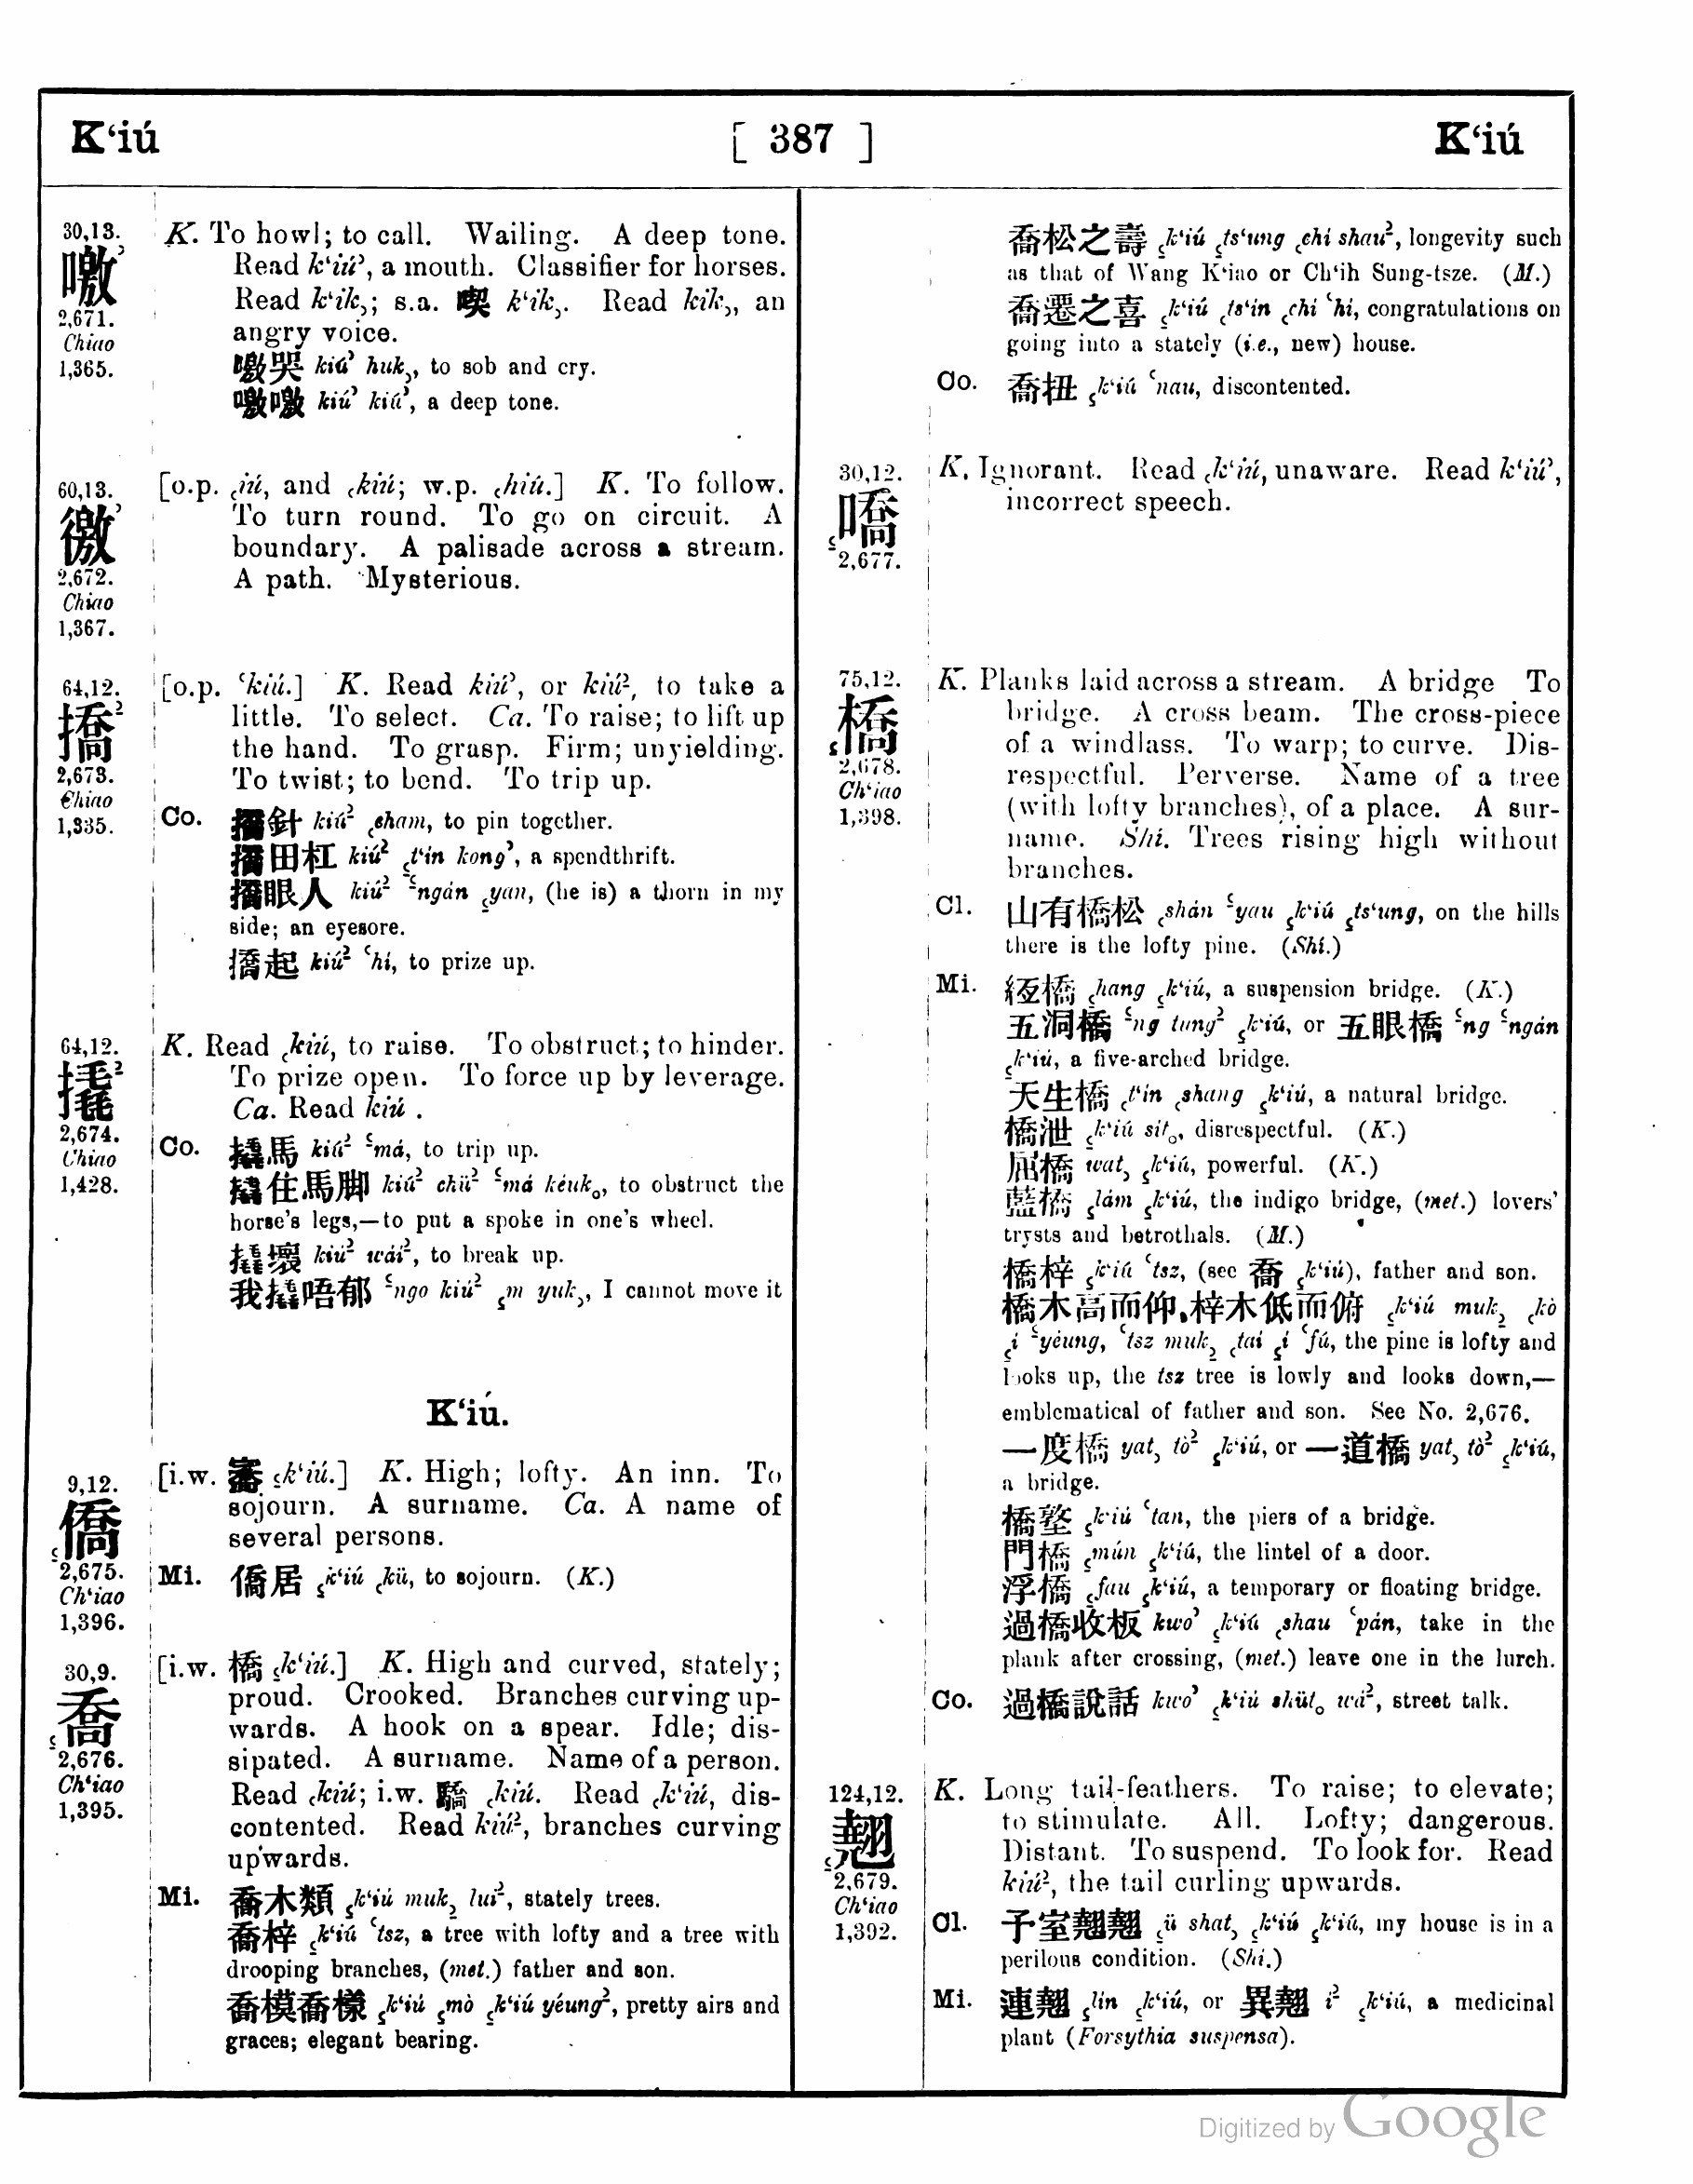 K‘iú [ 387 ] K‘iú
30,13.
噭
2,671.
Chiao
1,365.
K. To howl; to call. Wailing. A deep tone.
Read k‘iú’, a mouth. Classifier for horses.
Read k‘ik; s.a. 喫 k‘ik. Read kik, an
angry voice.
噭哭 kiú’ huk, to sob and cry.
噭噭 kiú’ kiú’, a deep tone.
60,13.
徼
2,672.
Chiao
1,367.
[o.p. iú, and kiú; w.p. hiú.] K. To follow.
To turn round. To go on circuit. A
boundary. A palisade across a stream.
A path. Mysterious.
64,12.
撟
2,673.
Chiao
1,335.
[o.p. ‘kiú.] K. Read kiú’, or kiú², to take a
little. To select. Ca. To raise; to lift up
the hand. To grasp. Firm; unyielding.
To twist; to bend. To trip up.
Co. 撟針 kiú² cham, to pin together.
撟田杠 kiú² t‘in kong’, a spendthrift.
撟眼人 kiú² ‘ngán yan, (he is) a thorn in my
side; an eyesore.
撟起 kiú² ‘hí, to prize up.
64,12.
撬
2,674.
Chiao
1,428.
K. Read kiú, to raise. To obstruct; to hinder.
To prize open. To force up by leverage.
Ca. Read kiú .
Co. 撬馬 kiú² ‘má, to trip up.
撬住馬脚 kiú² chü² ‘má kéuk, to obstruct the
horse's legs,—to put a spoke in one's wheel.
撬壞 kiú² wái², to break up.
我撬唔郁 ‘ngo kiú² m yuk, I cannot move it
K‘iú.
9,12.
僑
2,675.
Ch‘iao
1,396.
[i.w. k‘iú.] K. High; lofty. An inn. To
sojourn. A surname. Ca. A name of
several persons.
Mi. 僑居 k‘iú kü, to sojourn. (K.)
30,9.
喬
2,676.
Ch‘iao
1,395.
[i.w. 橋 k‘iú.] K. High and curved, stately;
proud. Crooked. Branches curving up-
wards. A hook on a spear. Idle; dis-
sipated. A surname. Name of a person.
Read kiú; i.w. 驕 kiú. Read k‘iú, dis-
contented. Read kiú², branches curving
upwards.
Mi. 喬木類 k‘iú muk lui², stately trees.
喬梓 k‘iú ‘tsz, a tree with lofty and a tree with
drooping branches, (met.) father and son.
喬模喬樣 k‘iú mò k‘iú yéung², pretty airs and
graces; elegant bearing.
喬松之壽 k‘iú ts‘ung chí shau², longevity such
as that of Wang K‘iao or Ch‘ih Sung-tsze. (M.)
喬遷之喜 k‘iú ts‘in chí ‘hí, congratulations on
going into a stately (i.e., new) house.
Co. 喬扭 k‘iú ‘nau, discontented.
30,12.
嘺
2,677.
K. Ignorant. Read k‘iú, unaware. Read k‘iú’,
incorrect speech.
75,12.
橋
2,678.
Ch‘iao
1,398.
K. Planks laid across a stream. A bridge To
bridge. A cross beam. The cross-piece
of a windlass. To warp; to curve. Dis-
respectful. Perverse. Name of a tree
(with lofty branches), of a place. A sur-
name. Shí. Trees rising high without
branches.
Cl. 山有橋松 shán ‘yau k‘iú ts‘ung, on the hills
there is the lofty pine. (Shí.)
Mi. 絙橋 hang k‘iú, a suspension bridge. (K.)
五洞橋 ‘ng tung² k‘iú, or 五眼橋 ‘ng ‘ngán
k‘iú, a five-arched bridge.
天生橋 t‘in shang k‘iú, a natural bridge.
橋泄 k‘iú sit, disrespectful. (K.)
屈橋 wat k‘iú, powerful. (K.)
藍橋 lám k‘iú, the indigo bridge, (met.) lovers'
trysts and betrothals. (M.)
橋梓 k‘iú ‘tsz, (see 喬 k‘iú), father and son.
橋木高而仰,梓木低而俯 k‘iú muk kò
í ‘yéung, ‘tsz muk tai í ‘fú, the pine is lofty and
looks up, the tsz tree is lowly and looks down,—
emblematical of father and son. See No. 2,676.
一度橋 yat tò² k‘iú, or 一道橋 yat tò² k‘iú,
a bridge.
橋墪 k‘iú ‘tan, the piers of a bridge.
門橋 mún k‘iú, the lintel of a door.
浮橋 fau k‘iú, a temporary or floating bridge.
過橋收板 kwo’ k‘iú shau ‘pán, take in the
plank after crossing, (met.) leave one in the lurch.
Co. 過橋說話 kwo’ k‘iú shüt wá², street talk.
124,12.
翹
2,679.
Ch‘iao
1,392.
K. Long tail-feathers. To raise; to elevate;
to stimulate. All. Lofty; dangerous.
Distant. To suspend. To look for. Read
kiú², the tail curling upwards.
Cl. 予室翹翹 ü shat k‘iú k‘iú, my house is in a
perilous condition. (Shí.)
Mi. 連翹 lín k‘iú, or 異翹 í² k‘iú, a medicinal
plant (Forsythia suspensa).
Digitized by Google